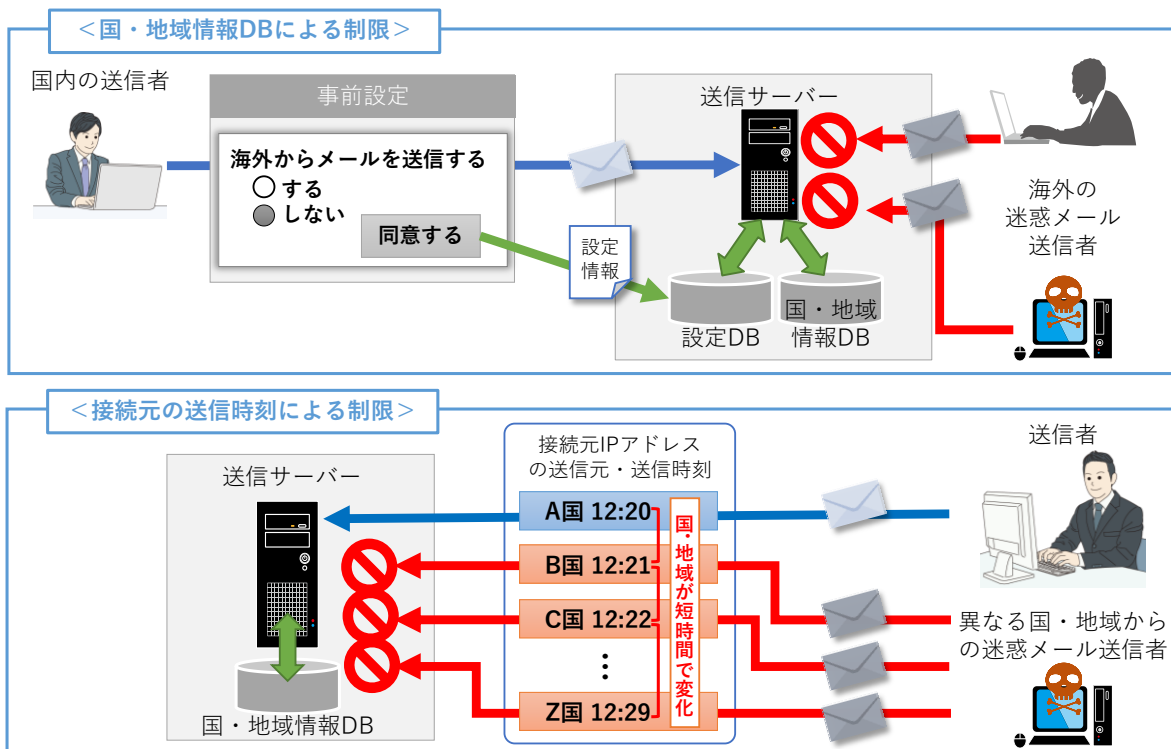 ＜国・地域情報DBによる制限＞
国内の送信者
事前設定
海外からメールを送信する
する
しない
同意する
設定
情報
送信サーバー
設定DB
国・地域
情報DB
海外の
迷惑メール
送信者
＜接続元の送信時刻による制限＞
送信サーバー
国・地域情報DB
接続元IPアドレス
の送信元・送信時刻
A国 12:20
B国 12:21
C国 12:22
⋮
Z国 12:29
国・地域が短時間で変化
送信者
異なる国・地域から
の迷惑メール送信者